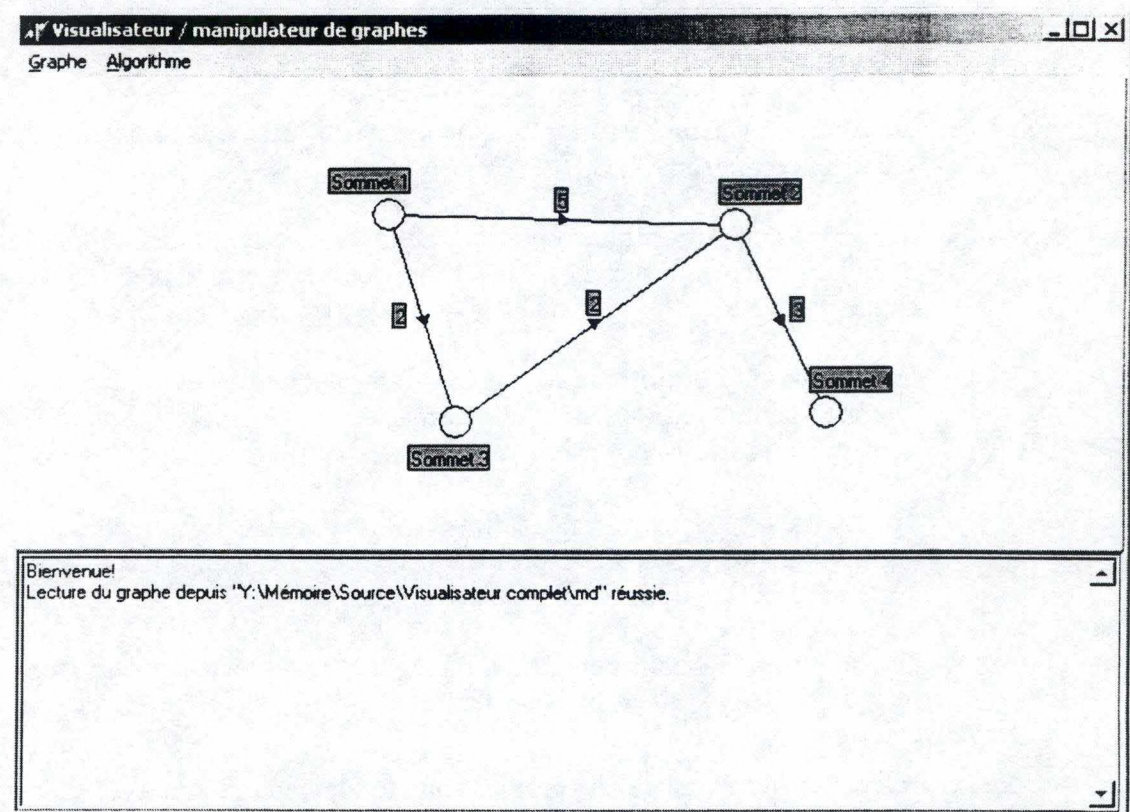 Visualisateur / manipulateur de graphes
Graphe Algorithme
Sommet 1
5
Sommet 2
2
2
3
Sommet 4
Sommet 3
Bienvenue!
Lecture du graphe depuis "Y:\Mémoire\Source\Visualisateur complet\md" réussie.